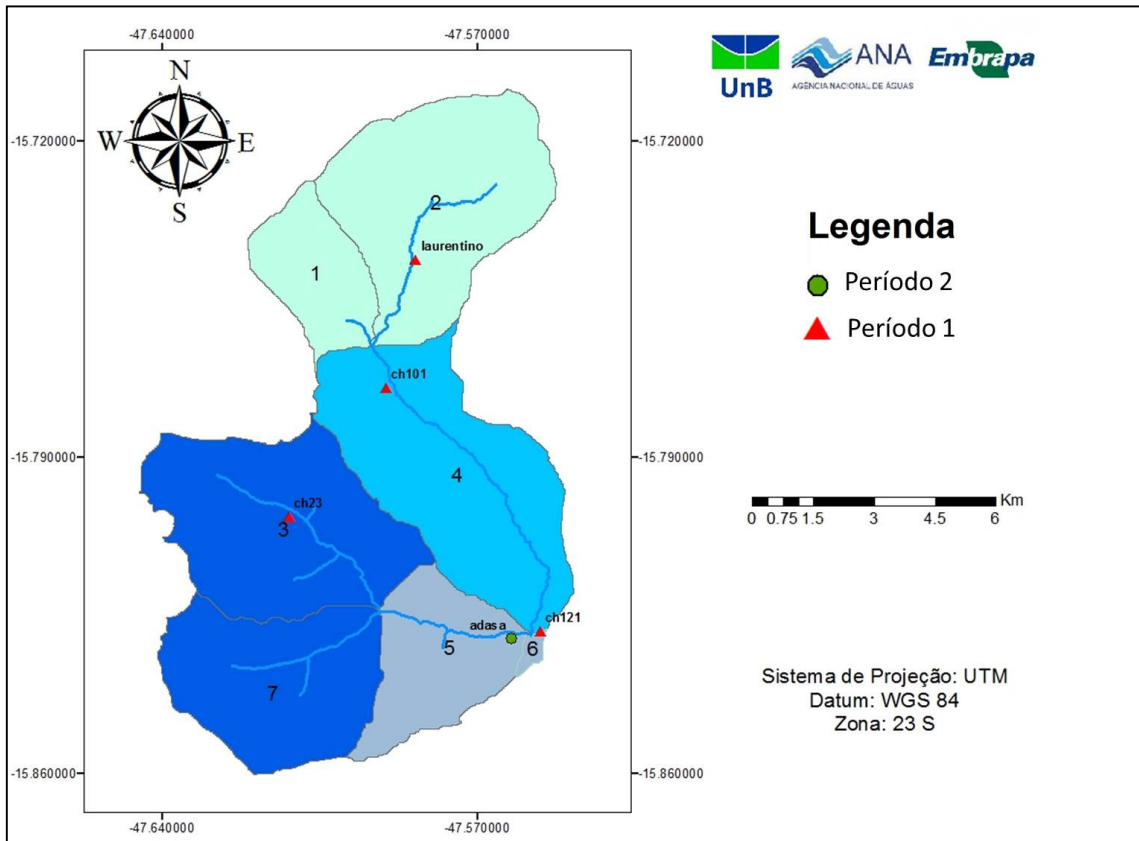 -47.640000
-47.570000
UnB
ANA
AGÊNCIA NACIONAL DE ÁGUAS
Embrapa
N
W
E
S
-15.720000
-15.720000
2
laurentino
1
Legenda
Período 2
Período 1
ch101
-15.790000
-15.790000
4
ch23
3
Km
0 0.75 1.5 3 4.5 6
adasa
ch121
5
6
7
Sistema de Projeção: UTM
Datum: WGS 84
Zona: 23 S
-15.860000
-15.860000
-47.640000
-47.570000